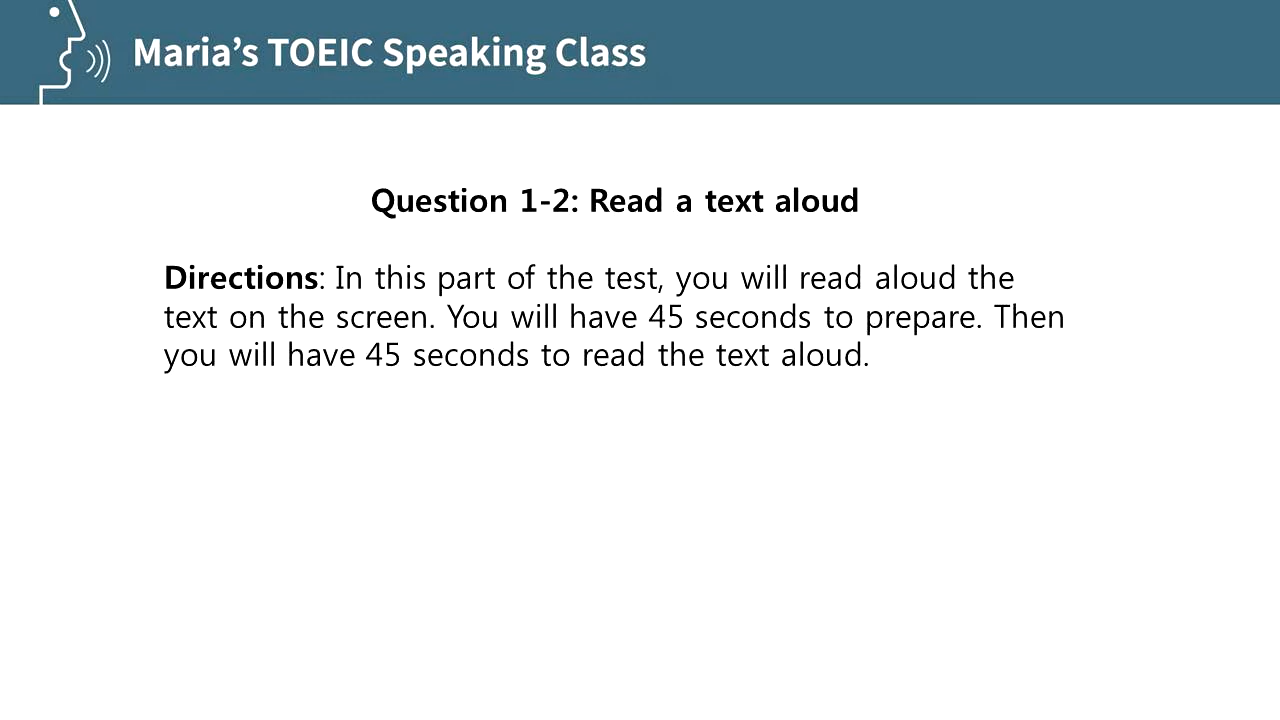 Maria’s TOEIC Speaking Class
Question 1-2: Read a text aloud
Directions: In this part of the test, you will read aloud the
text on the screen. You will have 45 seconds to prepare. Then
you will have 45 seconds to read the text aloud.